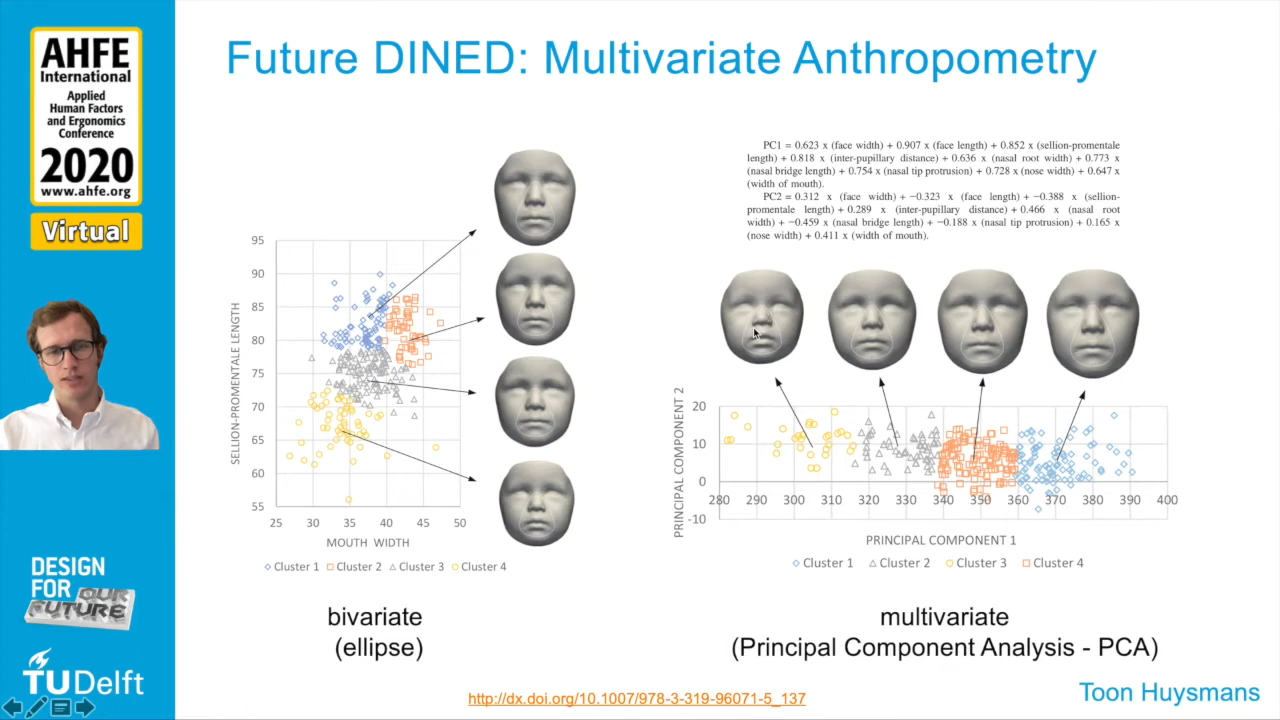 AHFE
International
Applied
Human Factors
and Ergonomics
Conference
2020
www.ahfe.org
Virtual
DESIGN
FOR
OUR
FUTURE
TUDelft
Future DINED: Multivariate Anthropometry
95
90
85
80
75
70
65
60
55
SELLION-PROMENTALE LENGTH
25 30 35 40 45 50
MOUTH WIDTH
Cluster 1 Cluster 2 Cluster 3 Cluster 4
bivariate
(ellipse)
PC1 = 0.623 x (face width) + 0.907 x (face length) + 0.852 x (sellion-promentale
length) + 0.818 x (inter-pupillary distance) + 0.636 x (nasal root width) + 0.773 x
(nasal bridge length) + 0.754 x (nasal tip protrusion) + 0.728 x (nose width) + 0.647 x
(width of mouth).
PC2 = 0.312 x (face width) + −0.323 x (face length) + −0.388 x (sellion-
promentale length) + 0.289 x (inter-pupillary distance) + 0.466 x (nasal root
width) + −0.459 x (nasal bridge length) + −0.188 x (nasal tip protrusion) + 0.165 x
(nose width) + 0.411 x (width of mouth).
PRINCIPAL COMPONENT 2
20
10
0
-10
280 290 300 310 320 330 340 350 360 370 380 390 400
PRINCIPAL COMPONENT 1
Cluster 1 Cluster 2 Cluster 3 Cluster 4
multivariate
(Principal Component Analysis - PCA)
http://dx.doi.org/10.1007/978-3-319-96071-5_137
Toon Huysmans